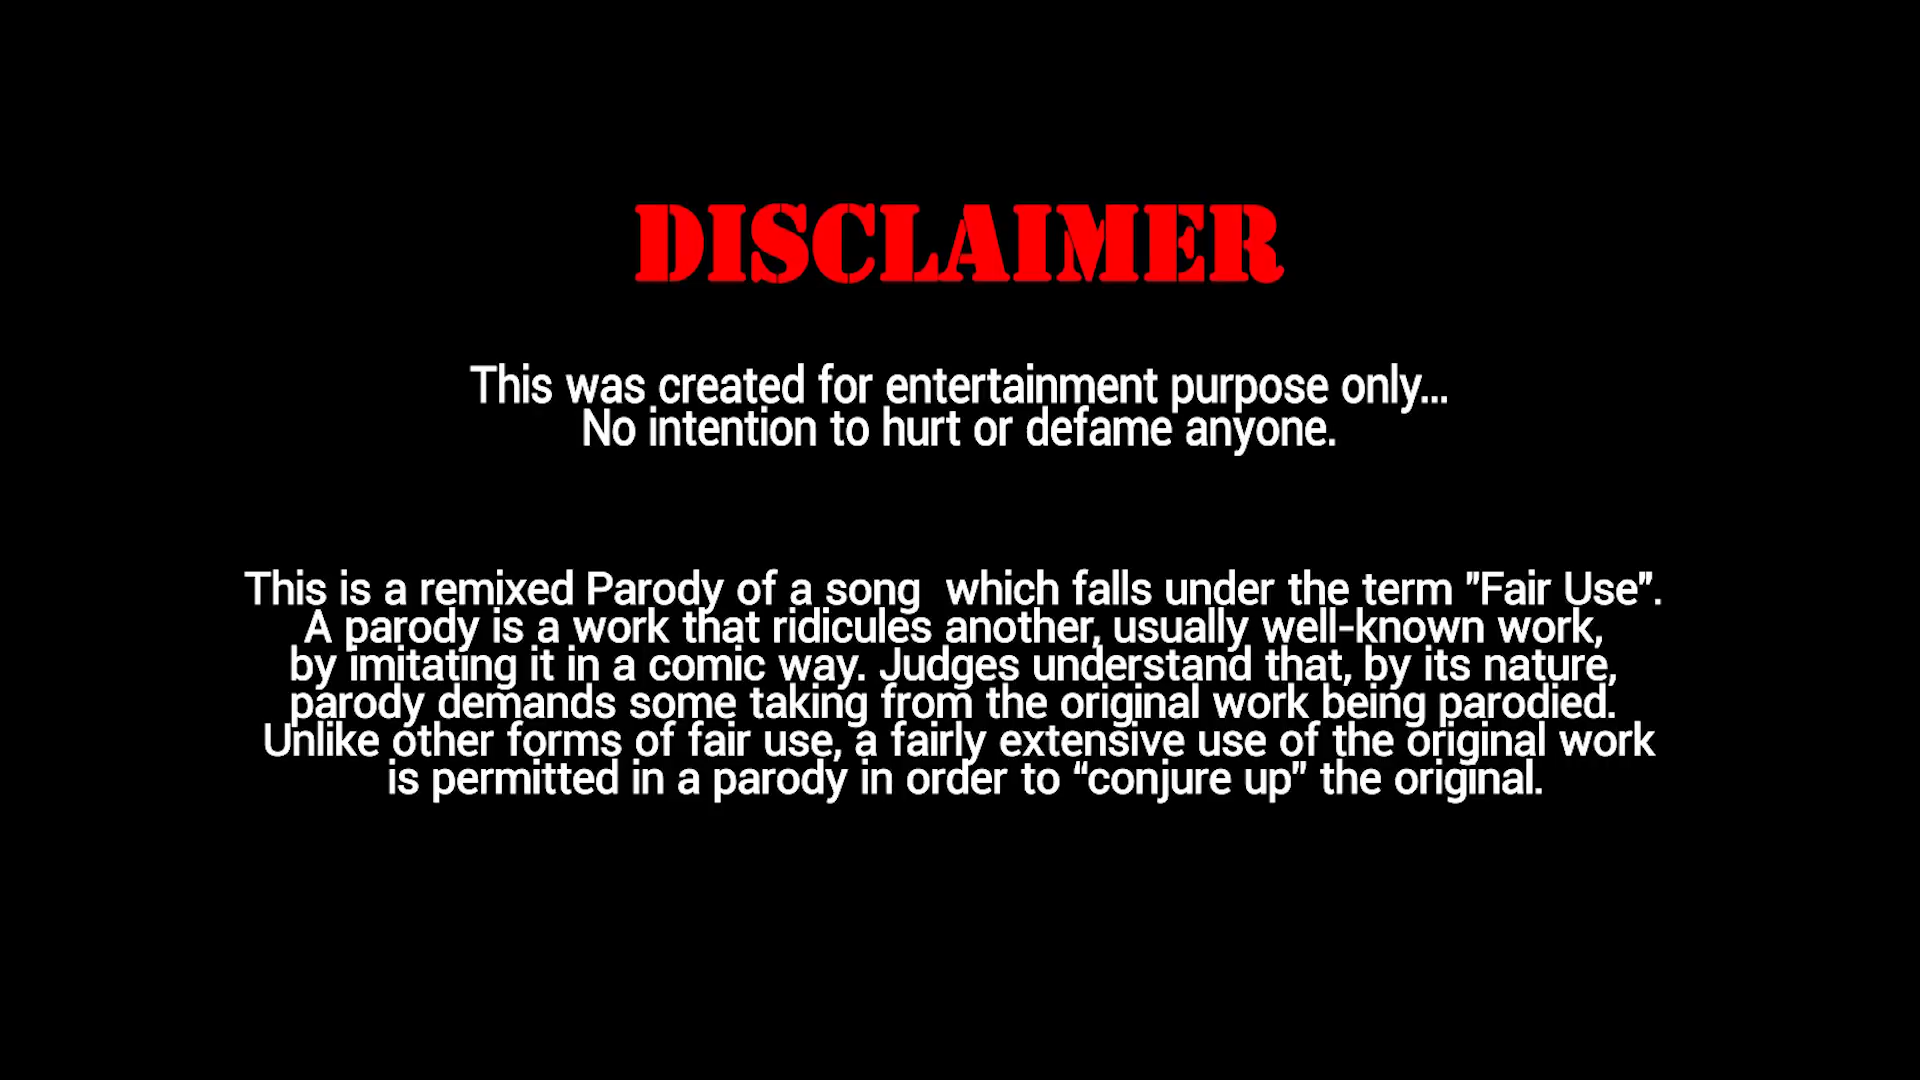 DISCLAIMER
This was created for entertainment purpose only...
No intention to hurt or defame anyone.
This is a remixed Parody of a song  which falls under the term "Fair Use".
A parody is a work that ridicules another, usually well-known work,
by imitating it in a comic way. Judges understand that, by its nature,
parody demands some taking from the original work being parodied.
Unlike other forms of fair use, a fairly extensive use of the original work
is permitted in a parody in order to “conjure up” the original.